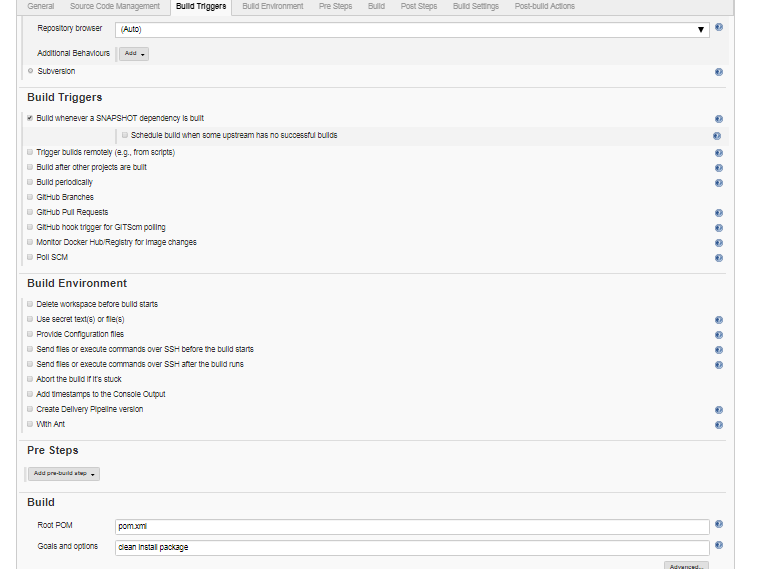 General Source Code Management Build Triggers Build Environment Pre Steps Build Post Steps Build Settings Post-build Actions
Repository browser (Auto)
Additional Behaviours Add
Subversion
Build Triggers
Build whenever a SNAPSHOT dependency is built
Schedule build when some upstream has no successful builds
Trigger builds remotely (e.g., from scripts)
Build after other projects are built
Build periodically
GitHub Branches
GitHub Pull Requests
GitHub hook trigger for GITScm polling
Monitor Docker Hub/Registry for image changes
Poll SCM
Build Environment
Delete workspace before build starts
Use secret text(s) or file(s)
Provide Configuration files
Send files or execute commands over SSH before the build starts
Send files or execute commands over SSH after the build runs
Abort the build if it's stuck
Add timestamps to the Console Output
Create Delivery Pipeline version
With Ant
Pre Steps
Add pre-build step
Build
Root POM pom.xml
Goals and options clean install package
Advanced...